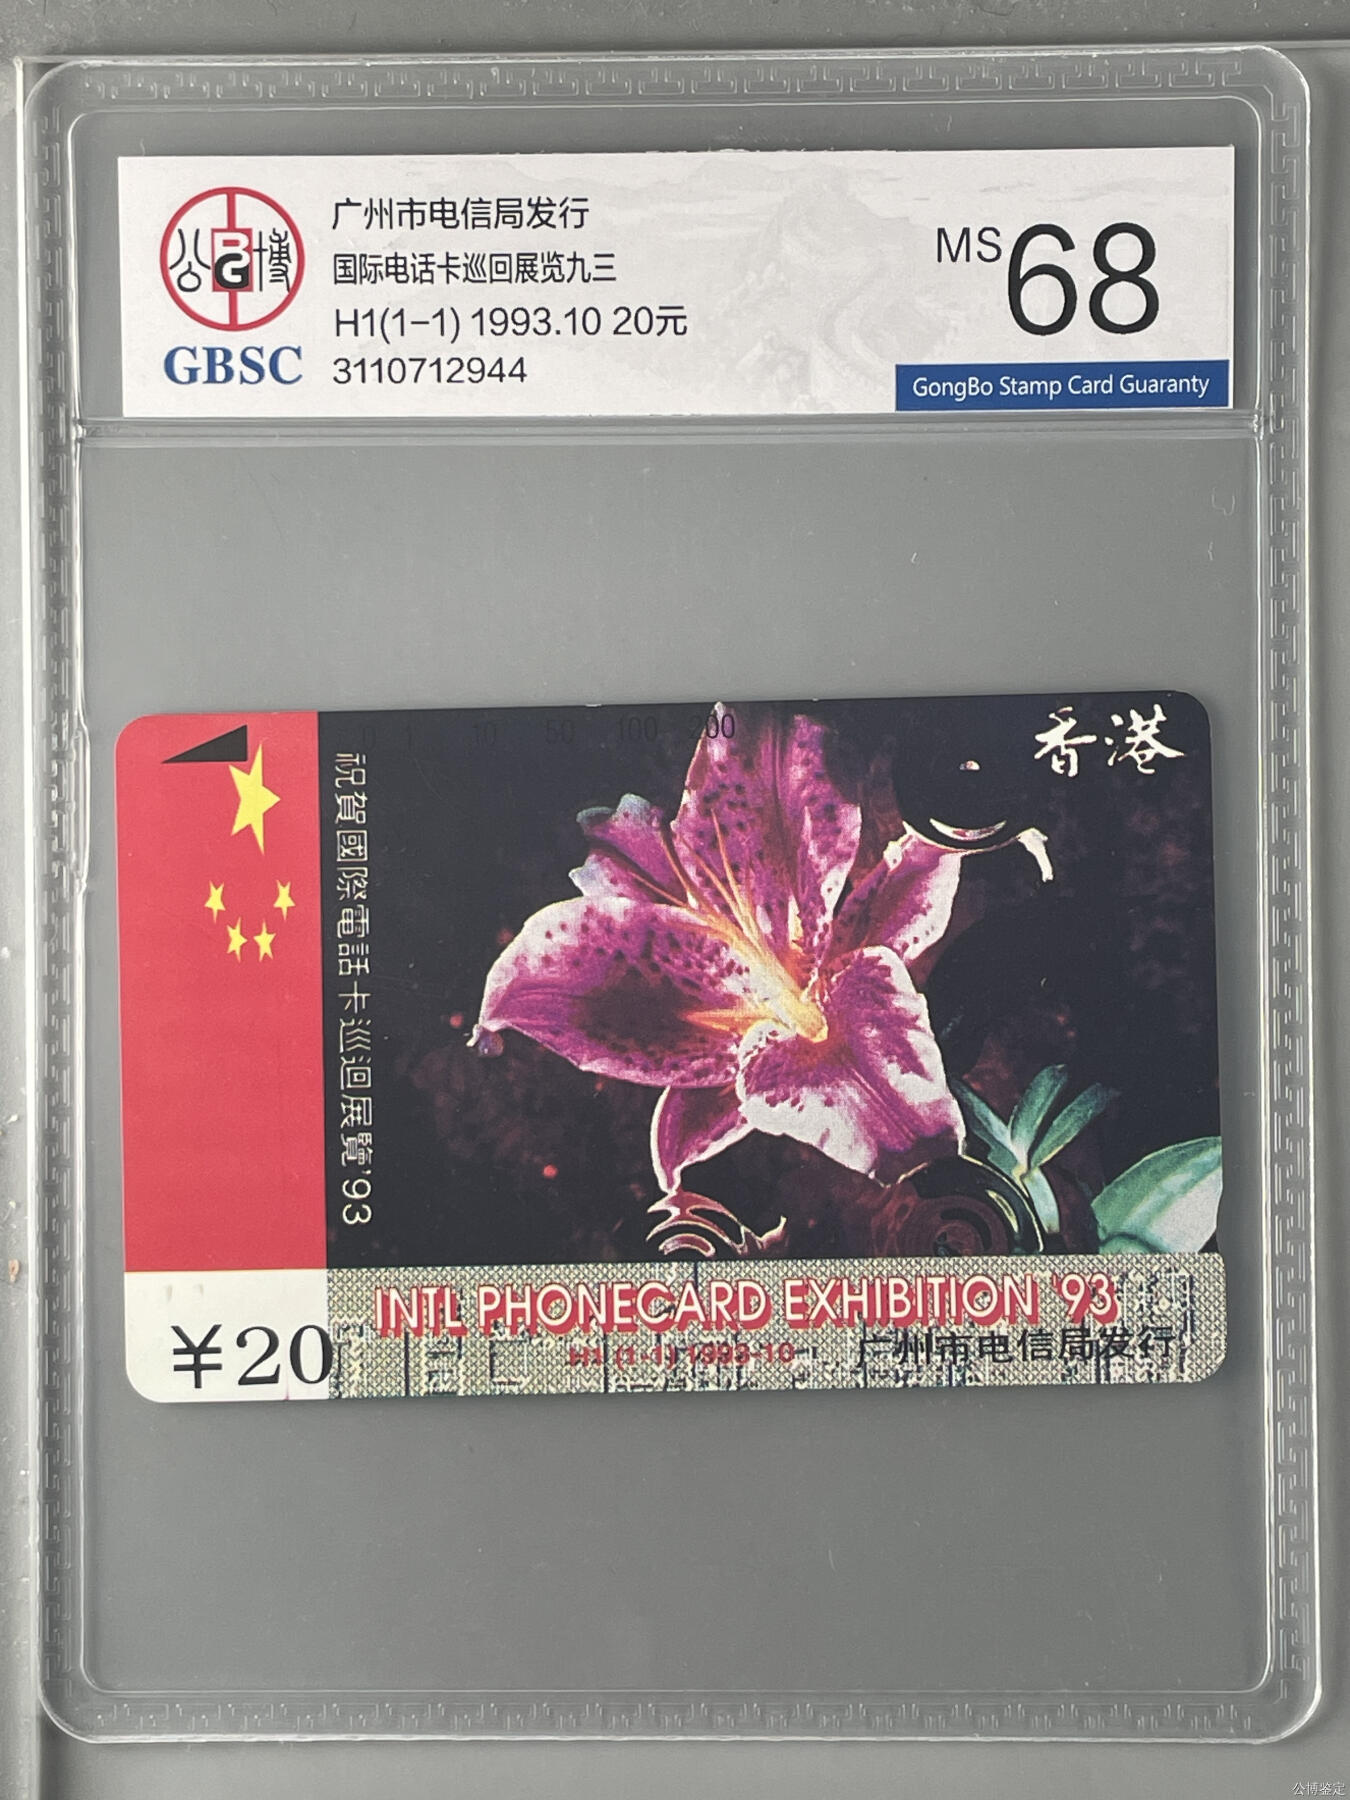 公博
BG
GBSC
广州市电信局发行
国际电话卡巡回展览九三
H1(1-1) 1993.10 20元
3110712944
MS 68
GongBo Stamp Card Guaranty
0 1 10 50 100 200
香港
祝賀國際電話卡巡迴展覽'93
INTL PHONECARD EXHIBITION '93
H1 (1-1) 1993-10
广州市电信局发行
¥20
公博鉴定